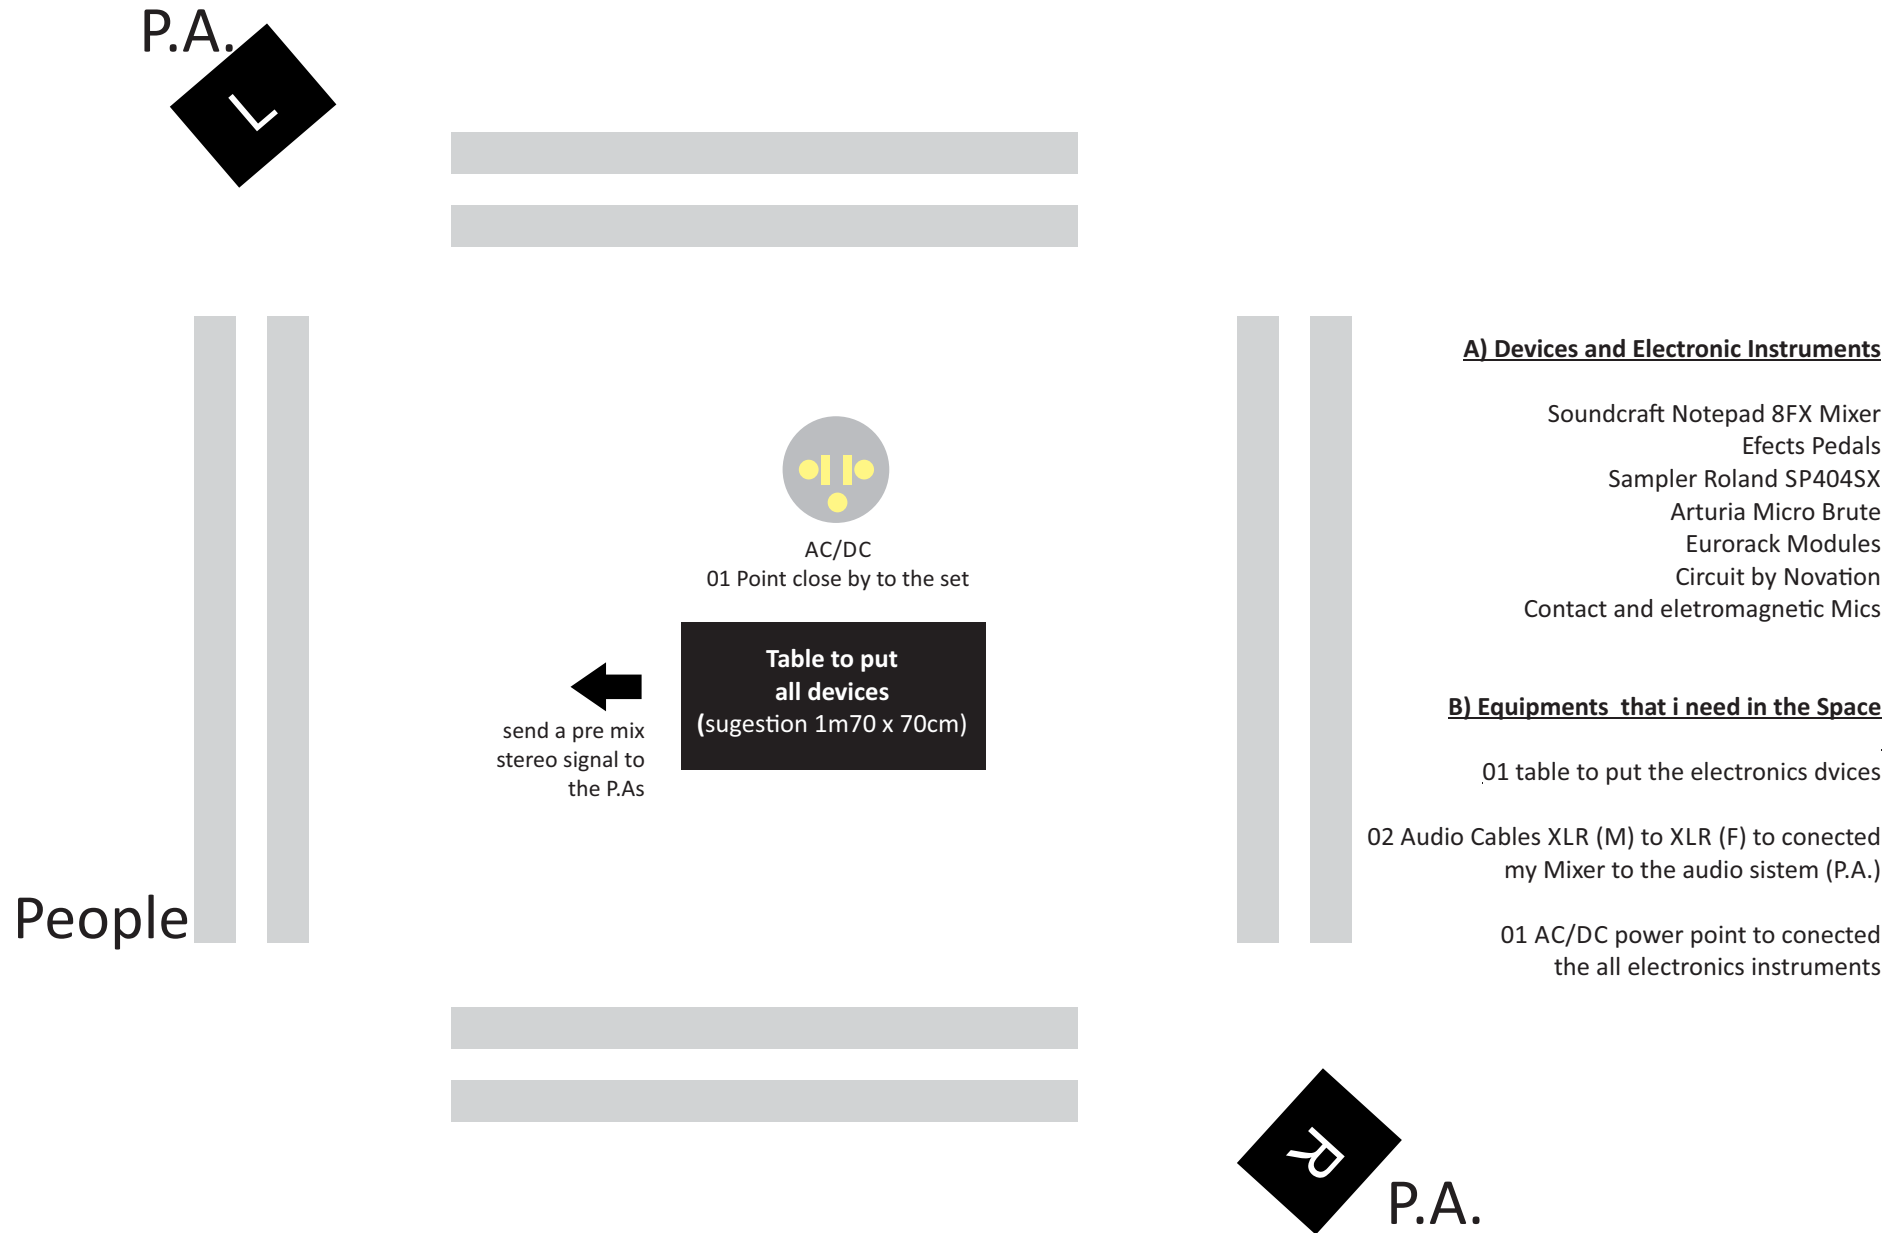 P.A.
L
AC/DC
01 Point close by to the set
Table to put
all devices
(sugestion 1m70 x 70cm)
send a pre mix
stereo signal to
the P.As
People
A) Devices and Electronic Instruments
Soundcraft Notepad 8FX Mixer
Efects Pedals
Sampler Roland SP404SX
Arturia Micro Brute
Eurorack Modules
Circuit by Novation
Contact and eletromagnetic Mics
B) Equipments  that i need in the Space
01 table to put the electronics dvices
02 Audio Cables XLR (M) to XLR (F) to conected
my Mixer to the audio sistem (P.A.)
01 AC/DC power point to conected
the all electronics instruments
R
P.A.